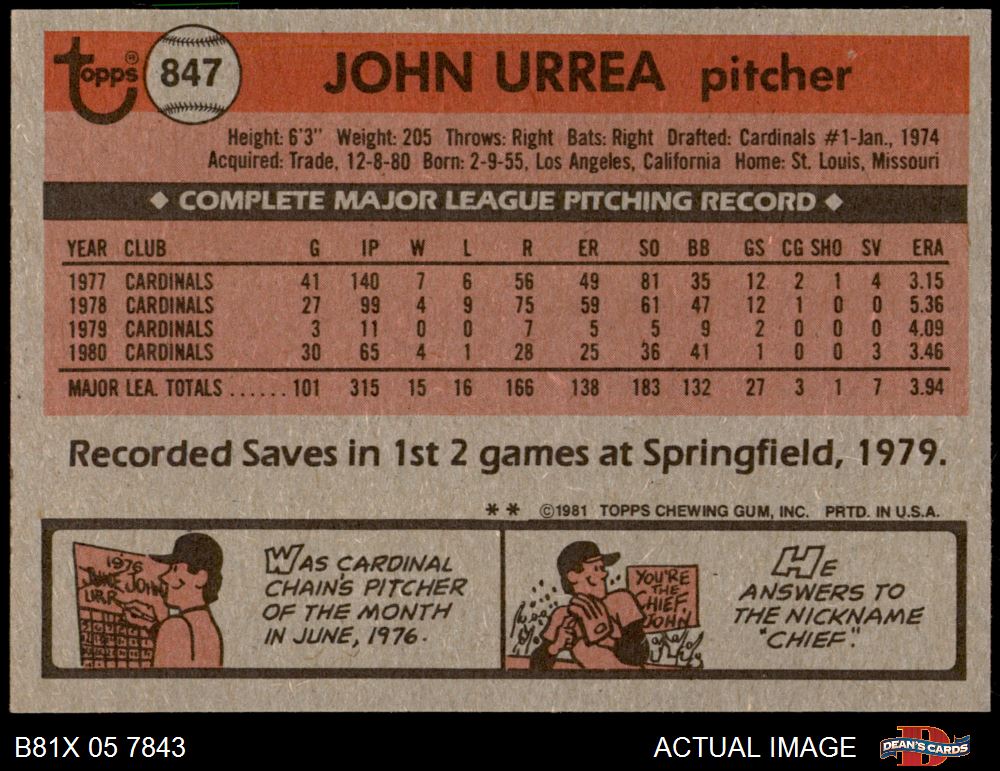 Topps® 847 JOHN URREA pitcher
Height: 6'3" Weight: 205 Throws: Right Bats: Right Drafted: Cardinals #1-Jan., 1974
Acquired: Trade, 12-8-80 Born: 2-9-55, Los Angeles, California Home: St. Louis, Missouri
◆ COMPLETE MAJOR LEAGUE PITCHING RECORD ◆
YEAR CLUB G IP W L R ER SO BB GS CG SHO SV ERA
1977 CARDINALS 41 140 7 6 56 49 81 35 12 2 1 4 3.15
1978 CARDINALS 27 99 4 9 75 59 61 47 12 1 0 0 5.36
1979 CARDINALS 3 11 0 0 7 5 5 9 2 0 0 0 4.09
1980 CARDINALS 30 65 4 1 28 25 36 41 1 0 0 3 3.46
MAJOR LEA. TOTALS ...... 101 315 15 16 166 138 183 132 27 3 1 7 3.94
Recorded Saves in 1st 2 games at Springfield, 1979.
** ©1981 TOPPS CHEWING GUM, INC. PRTD. IN U.S.A.
1976
JUNE JOHN
URR
WAS CARDINAL
CHAIN'S PITCHER
OF THE MONTH
IN JUNE, 1976.
YOU'RE
THE
CHIEF,
JOHN
HE
ANSWERS TO
THE NICKNAME
"CHIEF".
B81X 05 7843 ACTUAL IMAGE DEAN'S CARDS